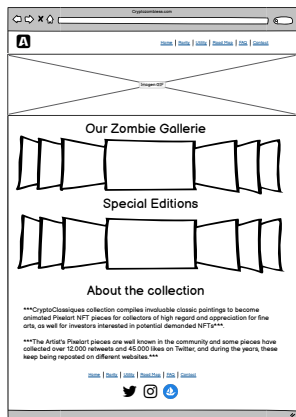 Cryptozombiess.com
A
Home | Rarity | Utility | Road Map | FAQ | Contact
Imagen GIF
Our Zombie Gallerie
Special Editions
About the collection
***CryptoClassiques collection compiles invaluable classic paintings to become
animated Pixelart NFT pieces for collectors of high regard and appreciation for fine
arts, as well for investors interested in potential demanded NFTs***.
***The Artist's Pixelart pieces are well known in the community and some pieces have
collected over 12.000 retweets and 45.000 likes on Twitter, and during the years, these
keep being reposted on different websites.***
Home | Rarity | Utility | Road Map | FAQ | Contact